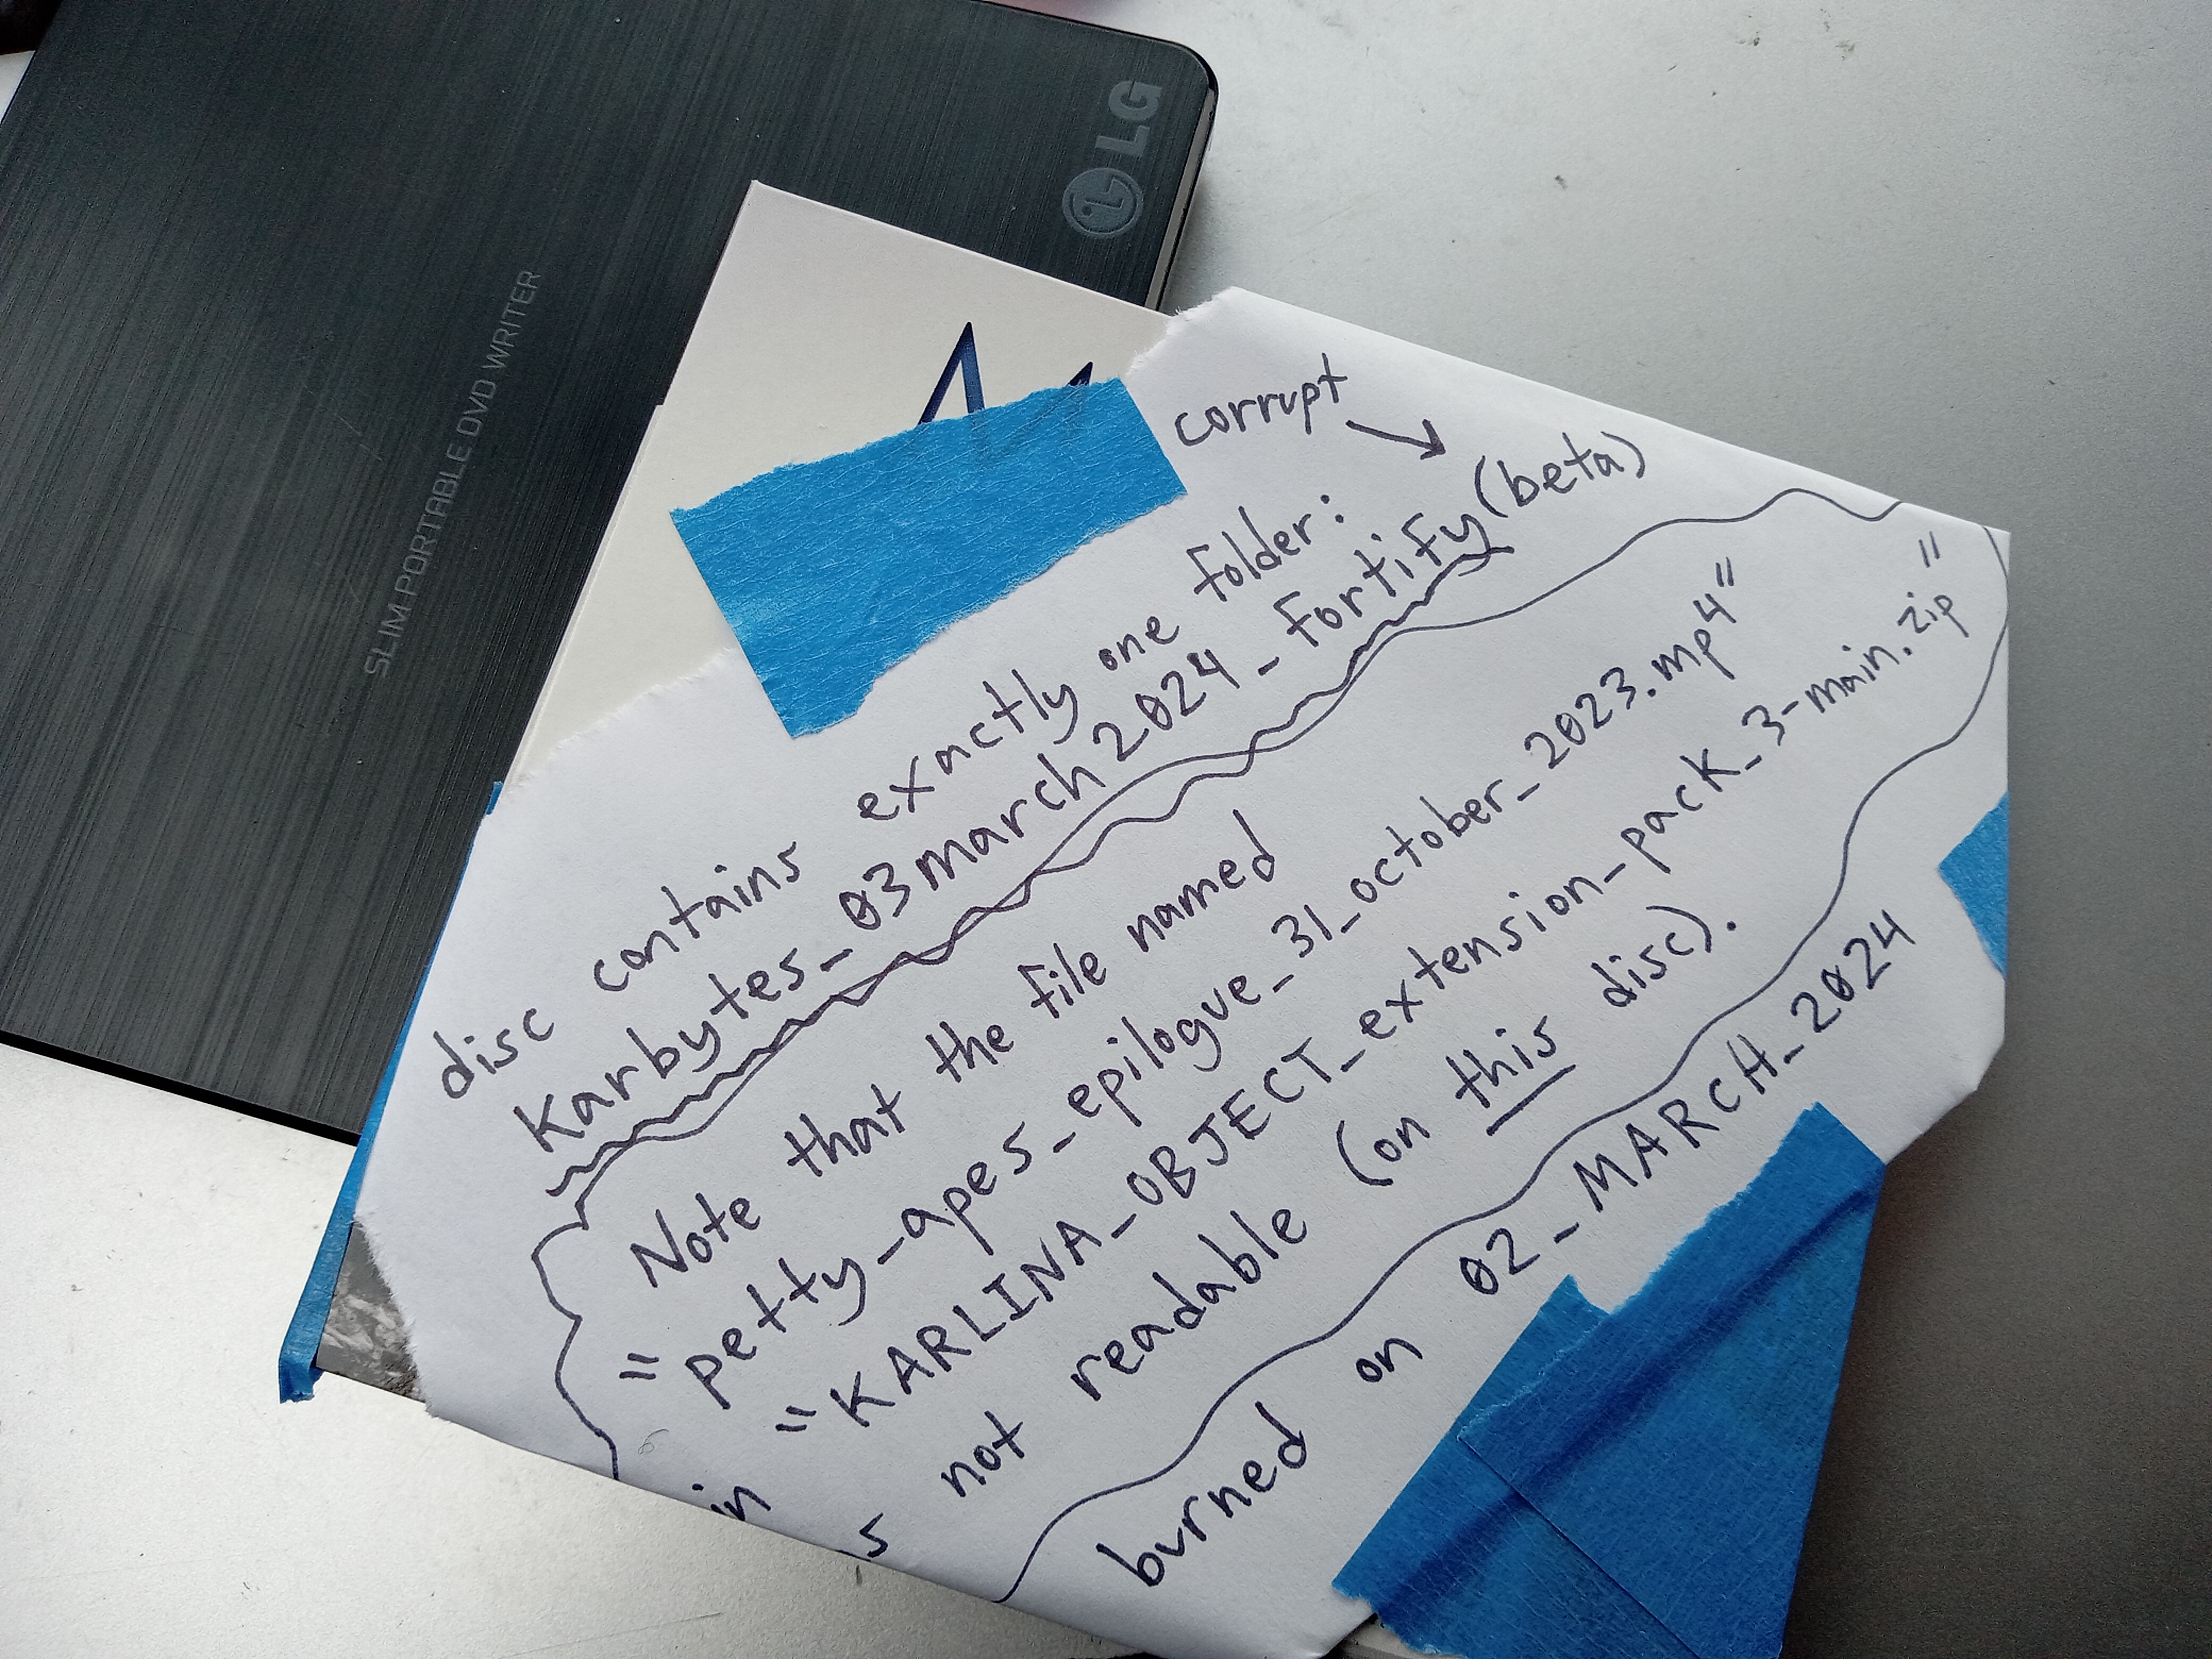 LG
SLIM PORTABLE DVD WRITER
corrupt →
disc contains exactly one folder:
Karbytes_03march2024_fortify(beta)
Note that the file named
"petty_apes_epilogue_31_october_2023.mp4"
in "KARLINA_OBJECT_extension_pack_3-main.zip"
not readable (on this disc).
burned on 02_MARCH_2024